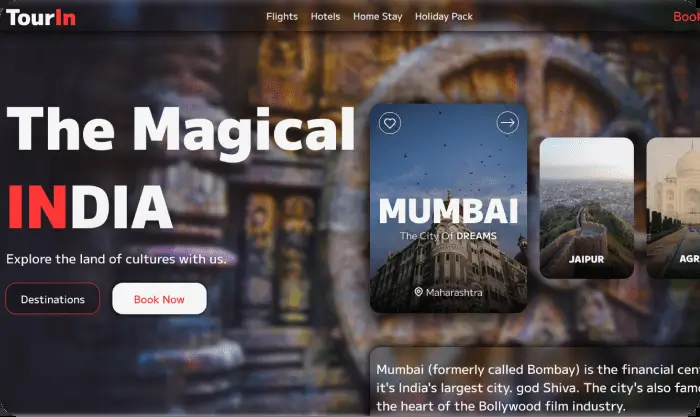 TourIn
Flights Hotels Home Stay Holiday Pack
Book
The Magical
INDIA
Explore the land of cultures with us.
Destinations
Book Now
MUMBAI
The City Of DREAMS
Maharashtra
JAIPUR
AGR
Mumbai (formerly called Bombay) is the financial cen
it's India's largest city. god Shiva. The city's also fam
the heart of the Bollywood film industry.